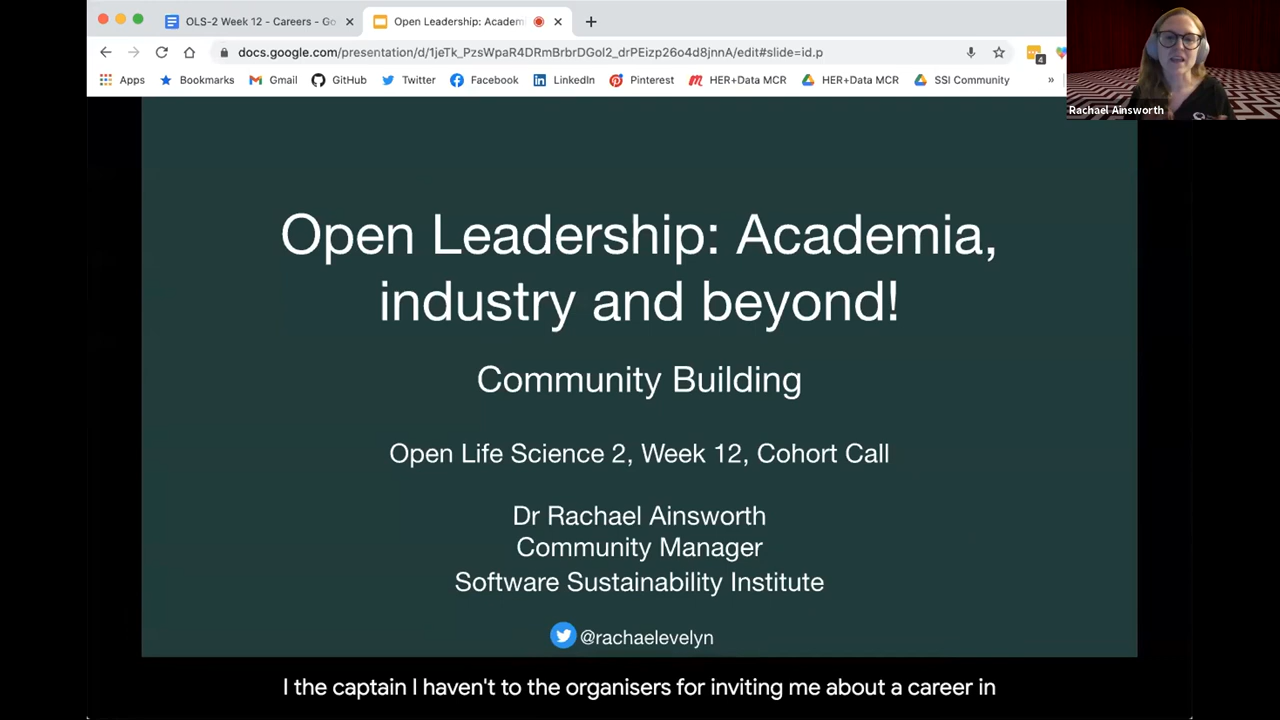 OLS-2 Week 12 - Careers - Go
Open Leadership: Academi
docs.google.com/presentation/d/1jeTk_PzsWpaR4DRmBrbrDGoI2_drPEizp26o4d8jnnA/edit#slide=id.p
4
Apps
Bookmarks
Gmail
GitHub
Twitter
Facebook
LinkedIn
Pinterest
HER+Data MCR
HER+Data MCR
SSI Community
»
Rachael Ainsworth
Open Leadership: Academia,
industry and beyond!
Community Building
Open Life Science 2, Week 12, Cohort Call
Dr Rachael Ainsworth
Community Manager
Software Sustainability Institute
@rachaelevelyn
I the captain I haven't to the organisers for inviting me about a career in